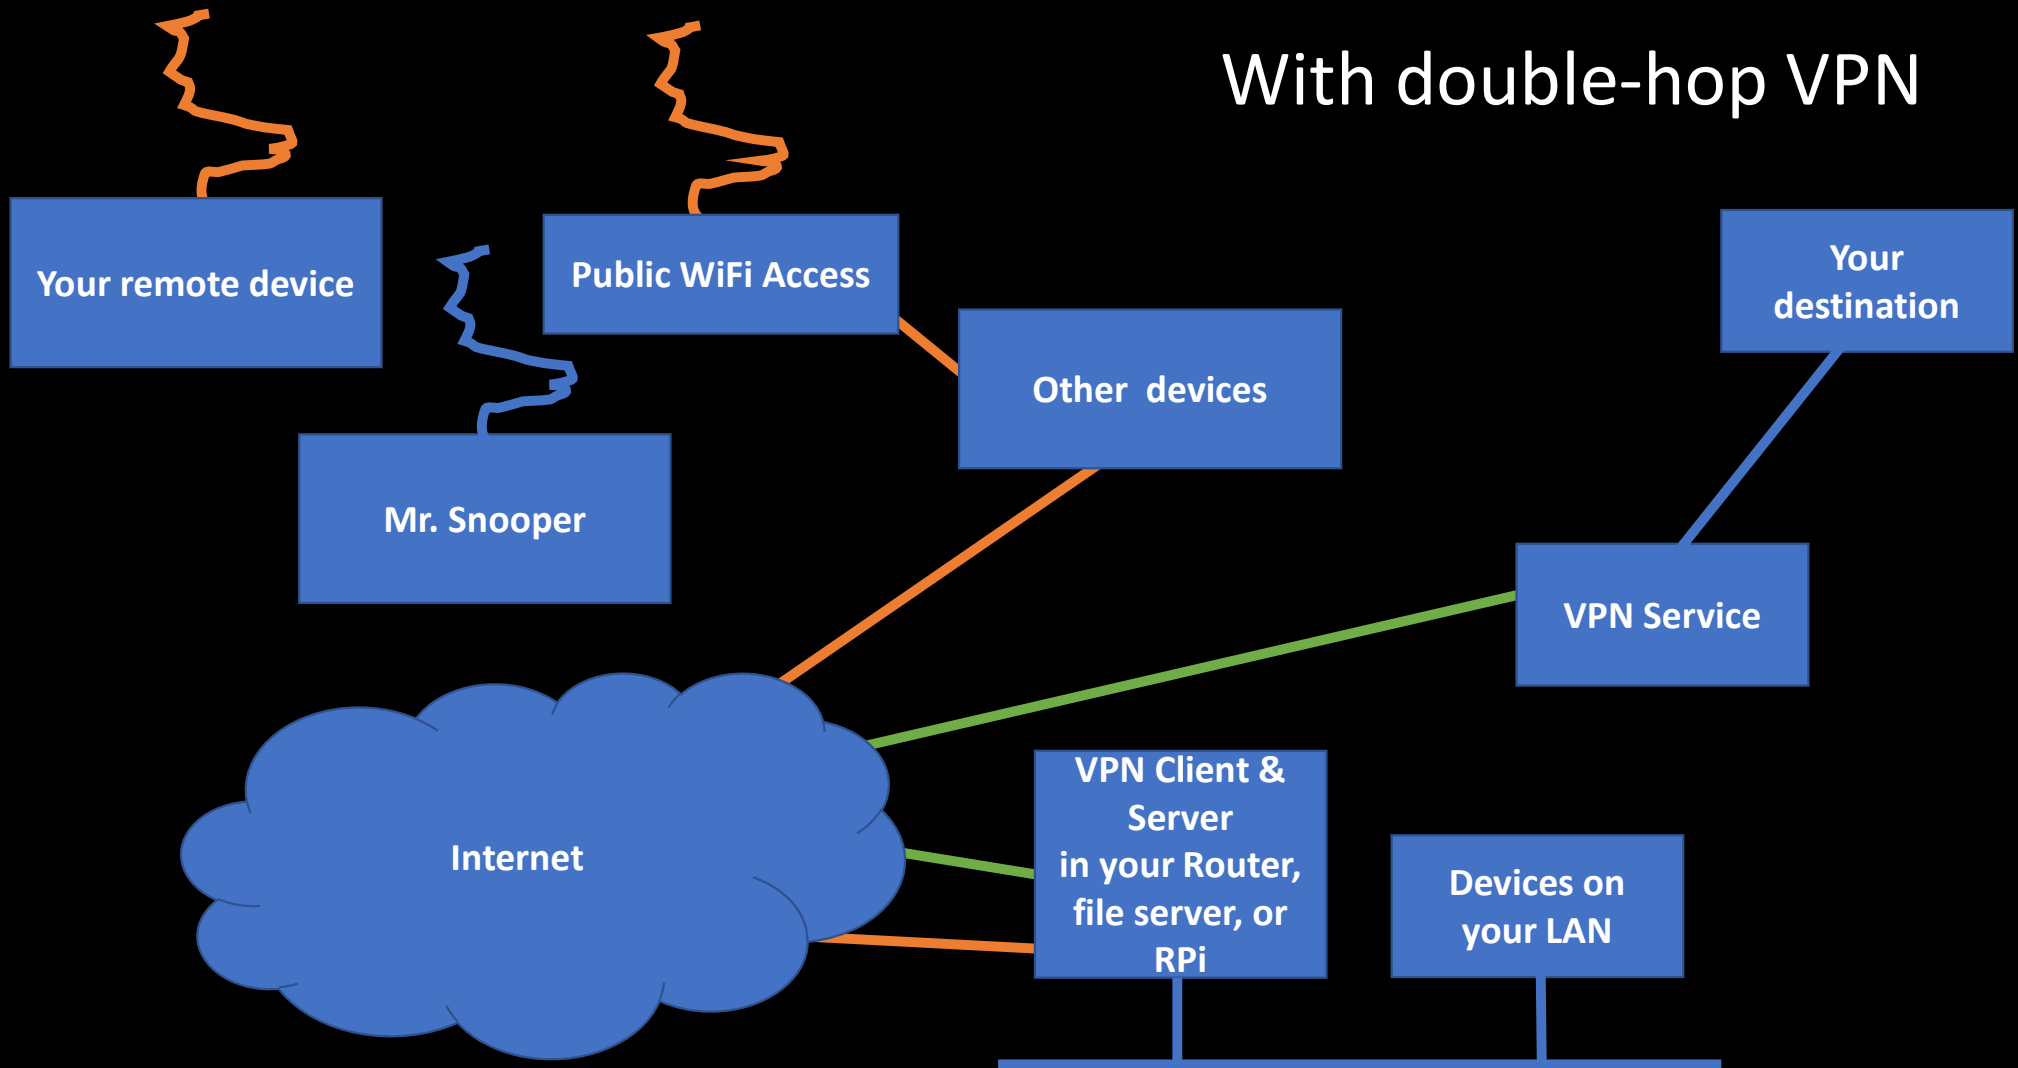 With double-hop VPN
Your remote device
Public WiFi Access
Your
destination
Other  devices
Mr. Snooper
VPN Service
VPN Client &
Server
in your Router,
file server, or
RPi
Internet
Devices on
your LAN